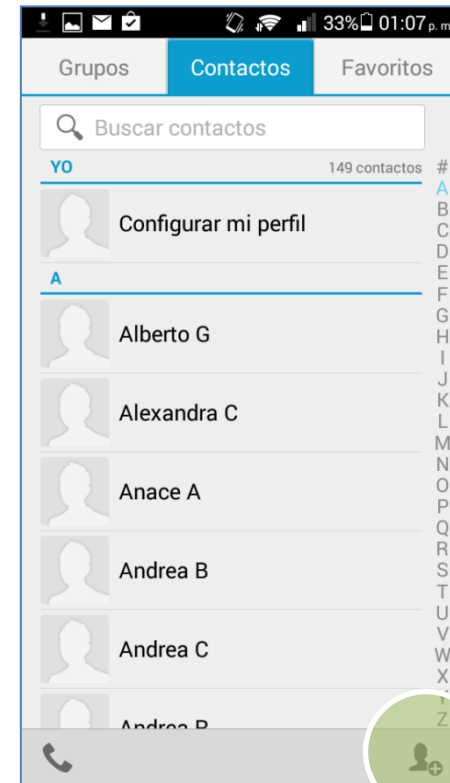 33% 01:07 p. m
Grupos Contactos Favoritos
Buscar contactos
YO 149 contactos
Configurar mi perfil
A
Alberto G
Alexandra C
Anace A
Andrea B
Andrea C
#
A
B
C
D
E
F
G
H
I
J
K
L
M
N
O
P
Q
R
S
T
U
V
W
X
Y
Z